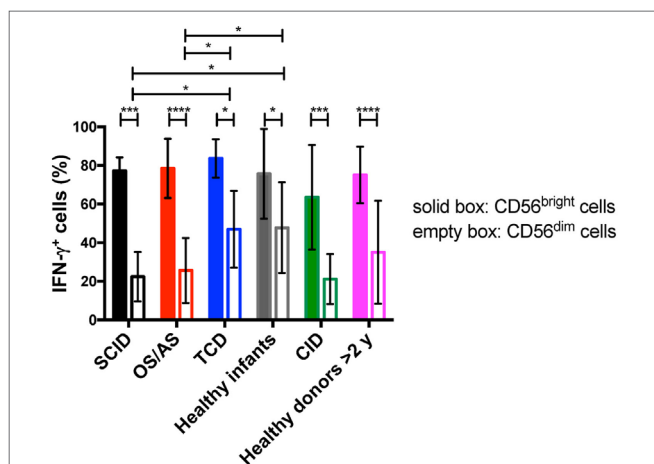 *
*
*
*
*** **** * * *** ****
100
80
60
40
20
0
IFN-γ⁺ cells (%)
SCID
OS/AS
TCD
Healthy infants
CID
Healthy donors >2 y
solid box: CD56bright cells
empty box: CD56dim cells